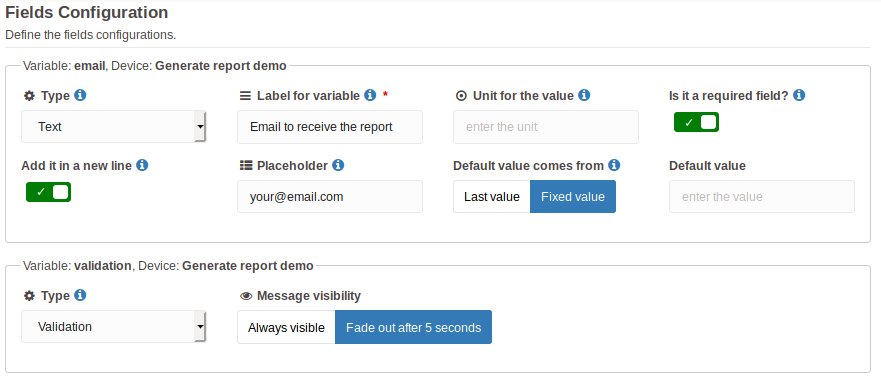 Fields Configuration
Define the fields configurations.
Variable: email, Device: Generate report demo
Type Label for variable * Unit for the value Is it a required field?
Text Email to receive the report enter the unit
Add it in a new line Placeholder Default value comes from Default value
your@email.com Last value Fixed value enter the value
Variable: validation, Device: Generate report demo
Type Message visibility
Validation Always visible Fade out after 5 seconds